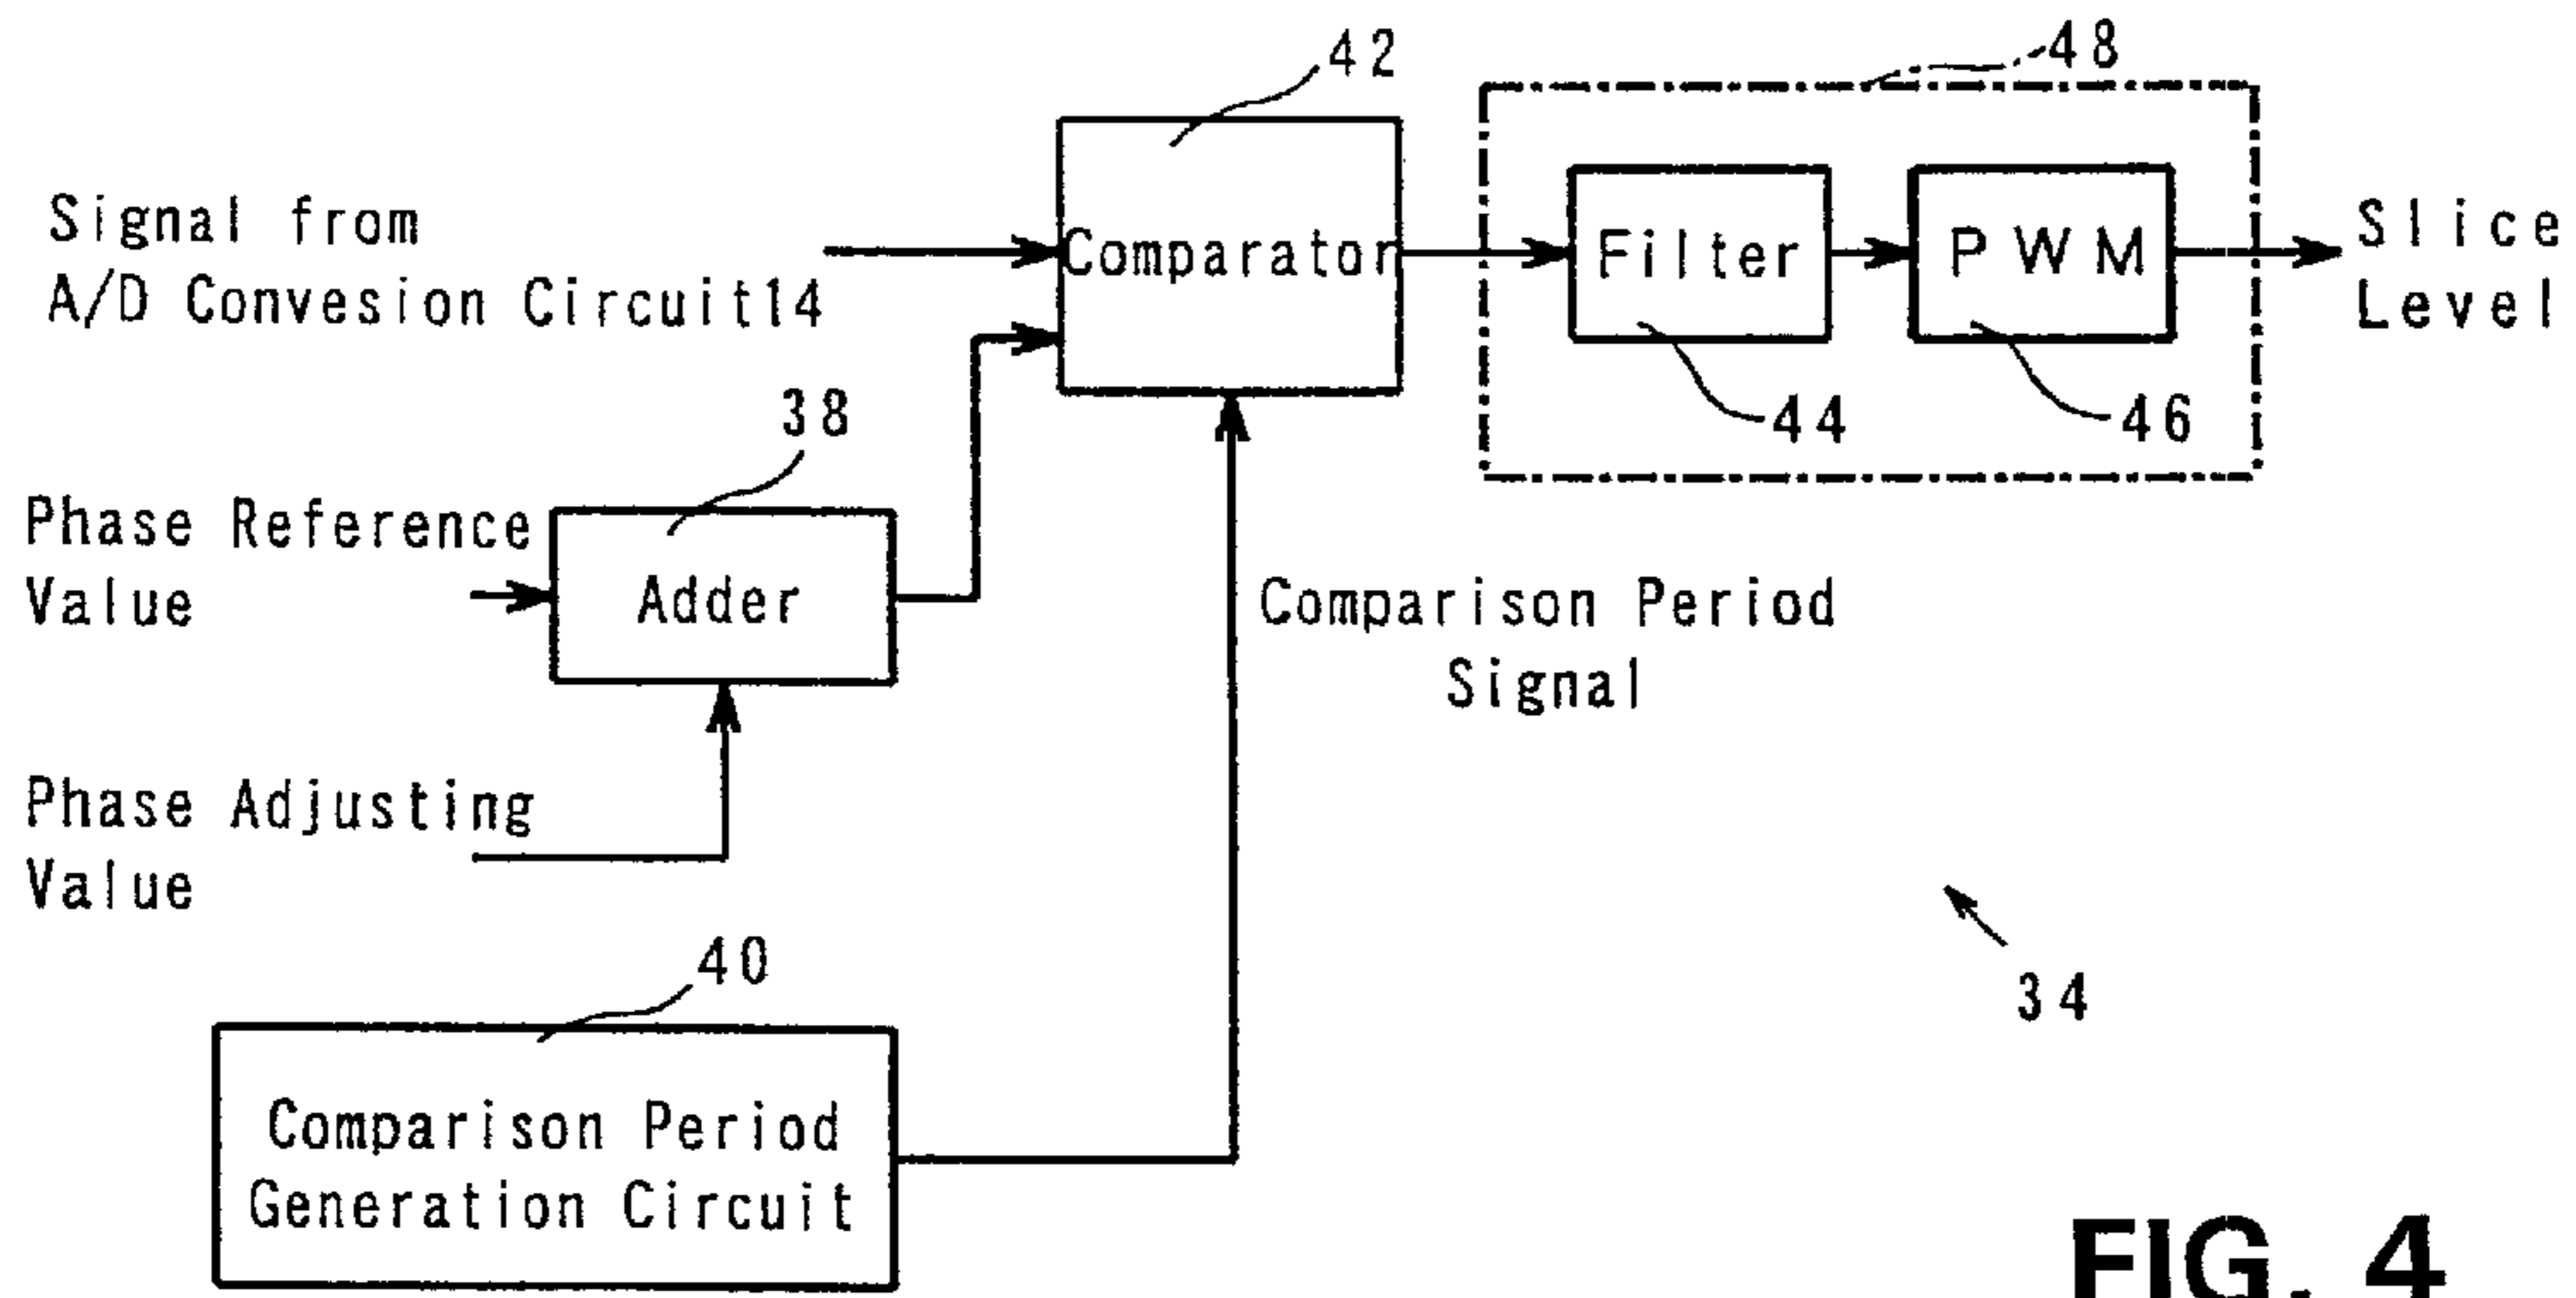 42
48
Signal from
A/D Convesion Circuit14
Comparator
Filter
PWM
Slice
Level
44
46
38
Phase Reference
Value
Adder
Comparison Period
Signal
Phase Adjusting
Value
40
34
Comparison Period
Generation Circuit
FIG. 4